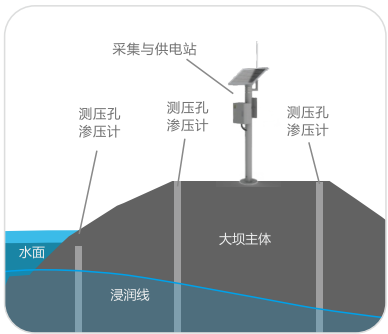 采集与供电站
测压孔
渗压计
测压孔
渗压计
测压孔
渗压计
大坝主体
水面
浸润线